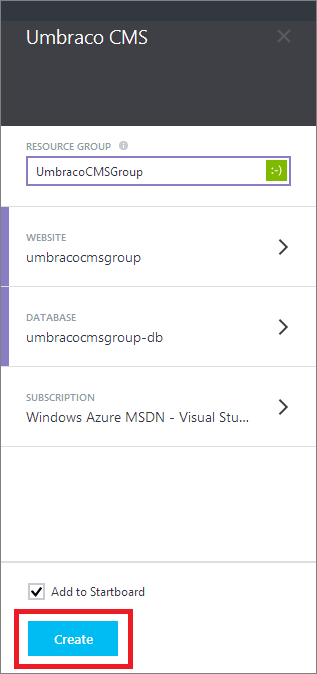 Umbraco CMS
RESOURCE GROUP
UmbracoCMSGroup
:-)
WEBSITE
umbracocmsgroup
DATABASE
umbracocmsgroup-db
SUBSCRIPTION
Windows Azure MSDN - Visual Stu...
Add to Startboard
Create